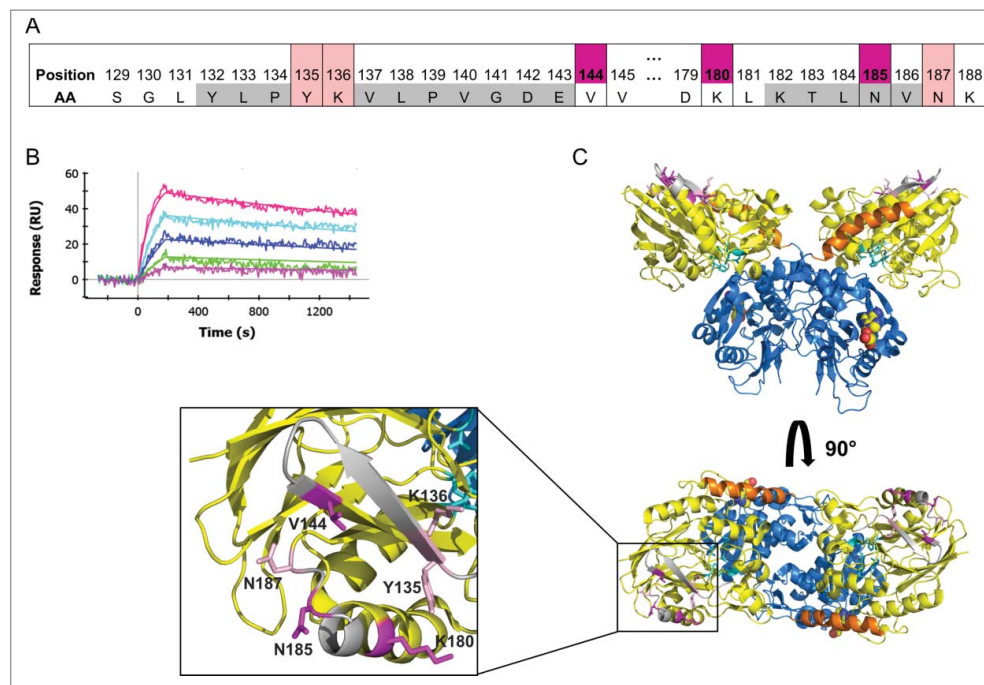 A
...
Position 129 130 131 132 133 134 135 136 137 138 139 140 141 142 143 144 145 ... 179 180 181 182 183 184 185 186 187 188
AA S G L Y L P Y K V L P V G D E V V D K L K T L N V N K
B
60
40
20
0
Response (RU)
0 400 800 1200
Time (s)
C
90°
K136
V144
N187
Y135
N185
K180